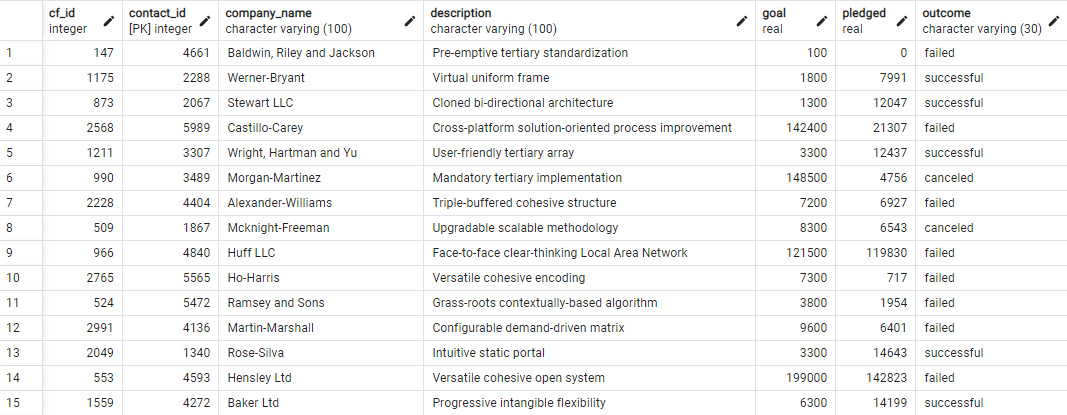 cf_id contact_id company_name description goal pledged outcome
integer [PK] integer character varying (100) character varying (100) real real character varying (30)
1 147 4661 Baldwin, Riley and Jackson Pre-emptive tertiary standardization 100 0 failed
2 1175 2288 Werner-Bryant Virtual uniform frame 1800 7991 successful
3 873 2067 Stewart LLC Cloned bi-directional architecture 1300 12047 successful
4 2568 5989 Castillo-Carey Cross-platform solution-oriented process improvement 142400 21307 failed
5 1211 3307 Wright, Hartman and Yu User-friendly tertiary array 3300 12437 successful
6 990 3489 Morgan-Martinez Mandatory tertiary implementation 148500 4756 canceled
7 2228 4404 Alexander-Williams Triple-buffered cohesive structure 7200 6927 failed
8 509 1867 Mcknight-Freeman Upgradable scalable methodology 8300 6543 canceled
9 966 4840 Huff LLC Face-to-face clear-thinking Local Area Network 121500 119830 failed
10 2765 5565 Ho-Harris Versatile cohesive encoding 7300 717 failed
11 524 5472 Ramsey and Sons Grass-roots contextually-based algorithm 3800 1954 failed
12 2991 4136 Martin-Marshall Configurable demand-driven matrix 9600 6401 failed
13 2049 1340 Rose-Silva Intuitive static portal 3300 14643 successful
14 553 4593 Hensley Ltd Versatile cohesive open system 199000 142823 failed
15 1559 4272 Baker Ltd Progressive intangible flexibility 6300 14199 successful